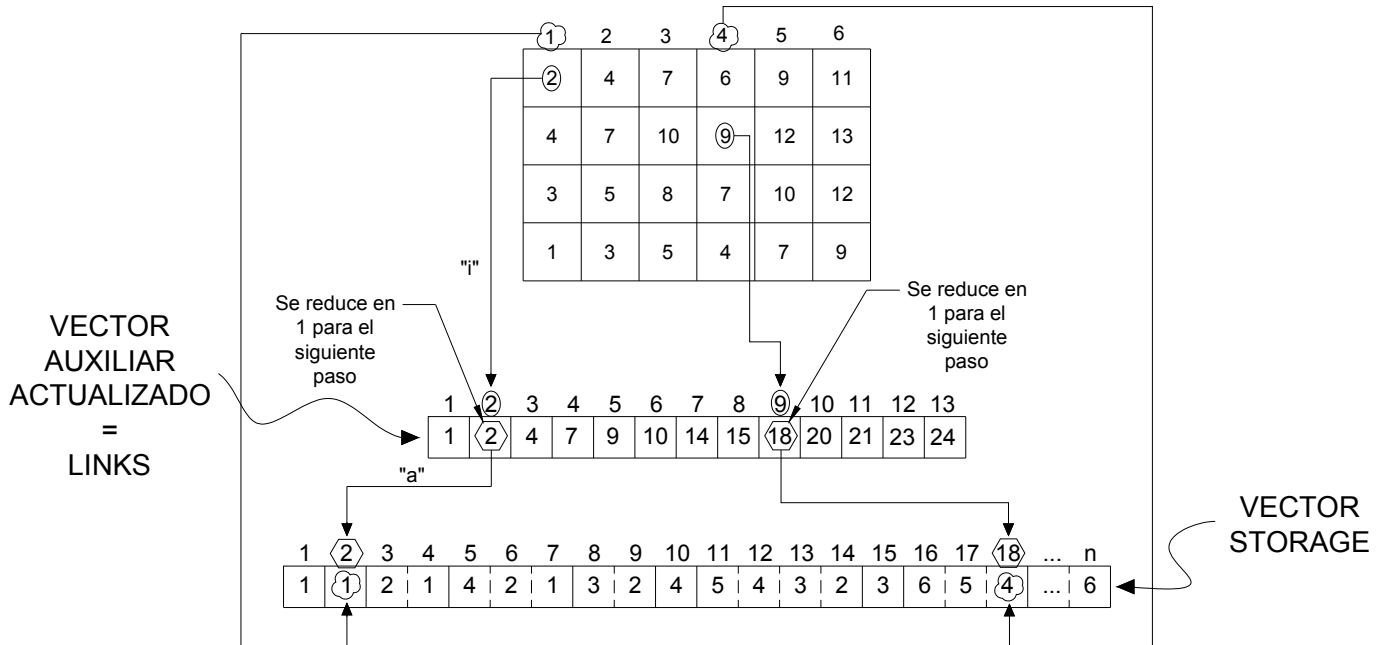 1 2 3 4 5 6
2 4 7 6 9 11
4 7 10 9 12 13
3 5 8 7 10 12
1 3 5 4 7 9
"i"
Se reduce en
1 para el
siguiente
paso
Se reduce en
1 para el
siguiente
paso
VECTOR
AUXILIAR
ACTUALIZADO
=
LINKS
1 2 3 4 5 6 7 8 9 10 11 12 13
1 2 4 7 9 10 14 15 18 20 21 23 24
"a"
VECTOR
STORAGE
1 2 3 4 5 6 7 8 9 10 11 12 13 14 15 16 17 18 ... n
1 1 2 1 4 2 1 3 2 4 5 4 3 2 3 6 5 4 ... 6